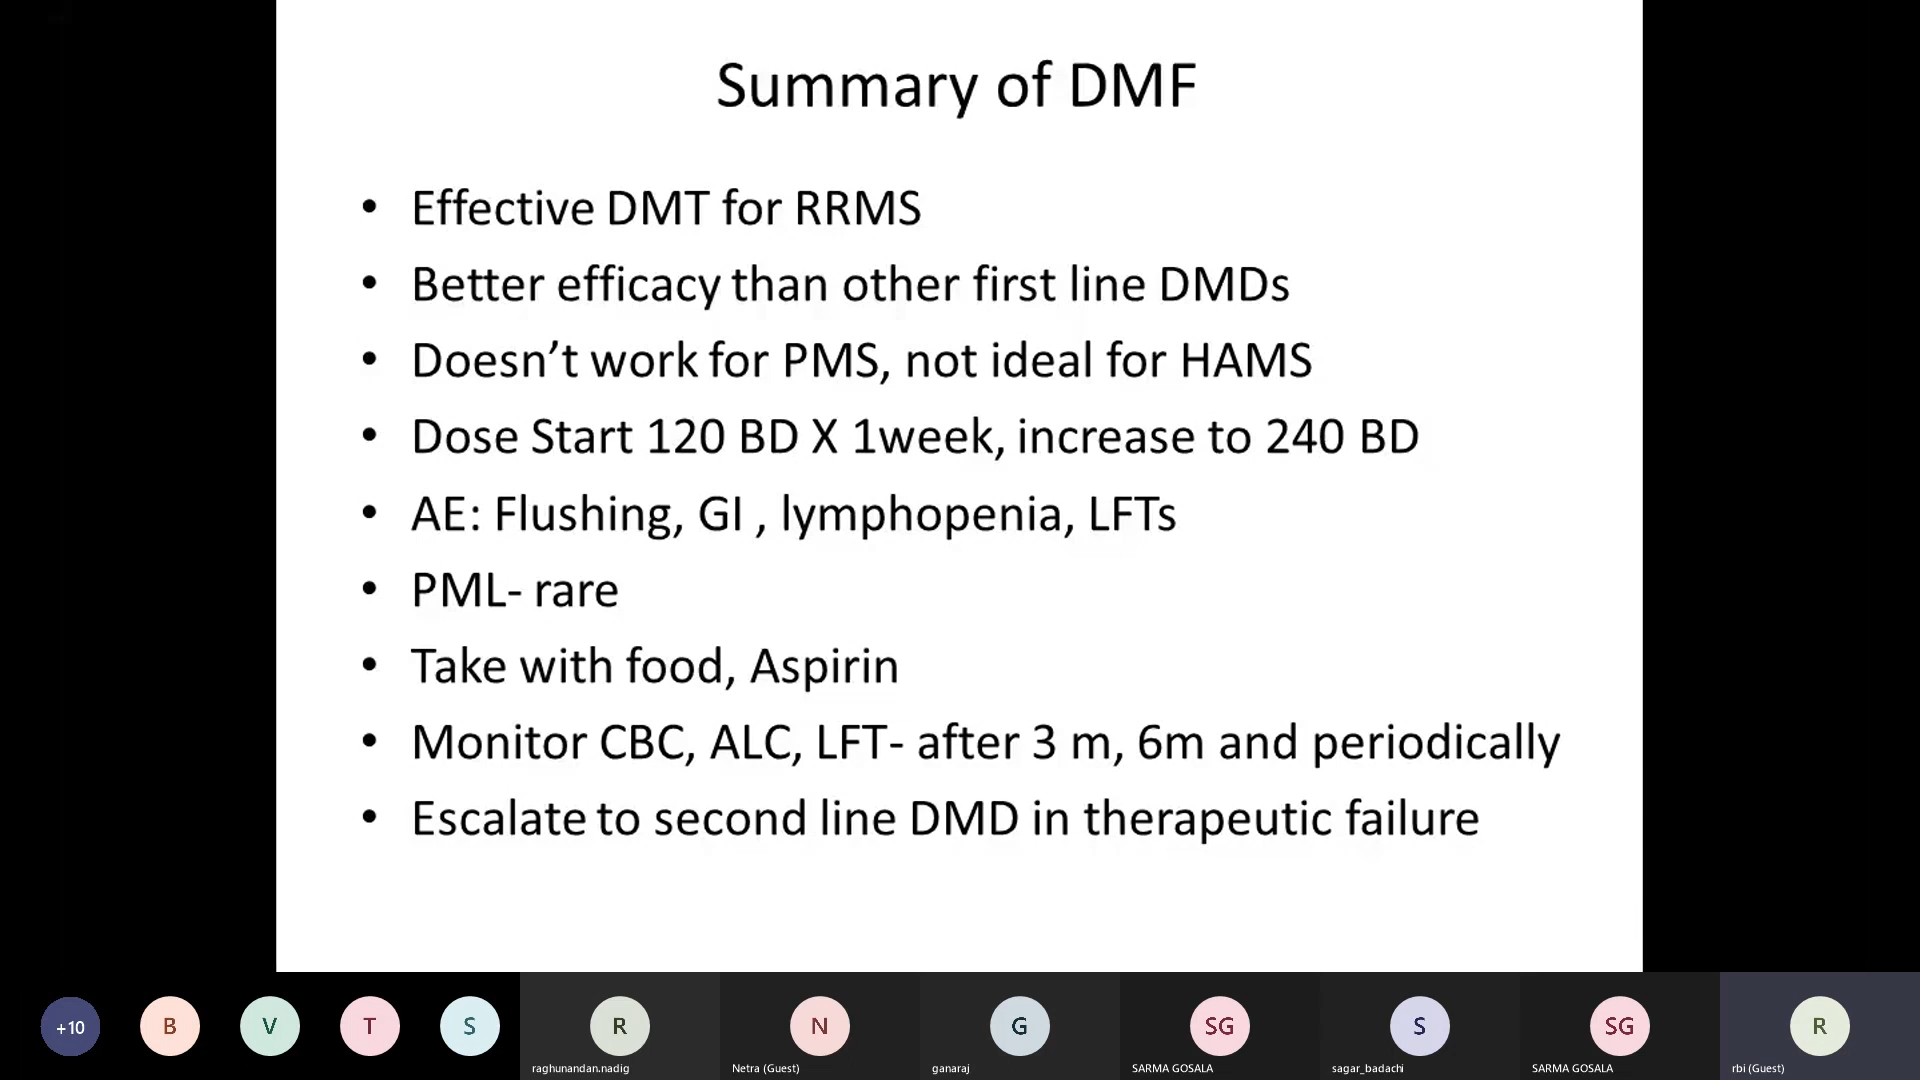 Summary of DMF
• Effective DMT for RRMS
• Better efficacy than other first line DMDs
• Doesn’t work for PMS, not ideal for HAMS
• Dose Start 120 BD X 1week, increase to 240 BD
• AE: Flushing, GI , lymphopenia, LFTs
• PML- rare
• Take with food, Aspirin
• Monitor CBC, ALC, LFT- after 3 m, 6m and periodically
• Escalate to second line DMD in therapeutic failure
+10 B V T S R N G SG S SG R
raghunandan.nadig Netra (Guest) ganaraj SARMA GOSALA sagar_badachi SARMA GOSALA rbi (Guest)